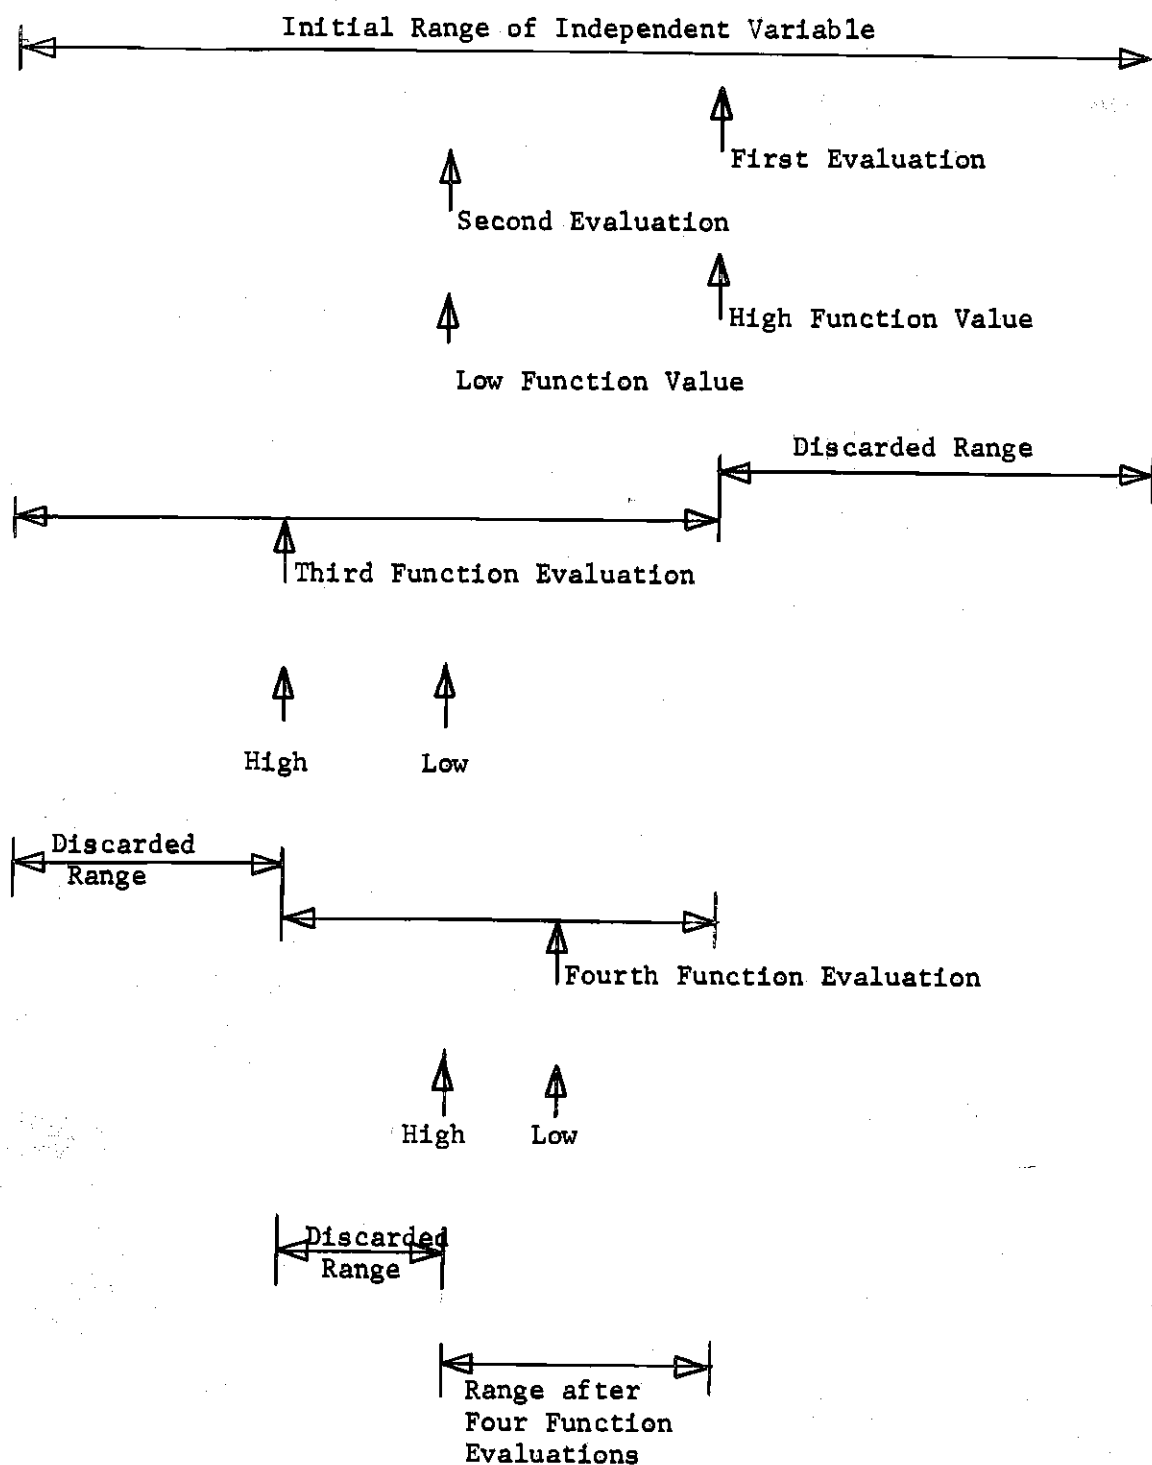 Initial Range of Independent Variable
First Evaluation
Second Evaluation
High Function Value
Low Function Value
Discarded Range
Third Function Evaluation
High
Low
Discarded
Range
Fourth Function Evaluation
High
Low
Discarded
Range
Range after
Four Function
Evaluations